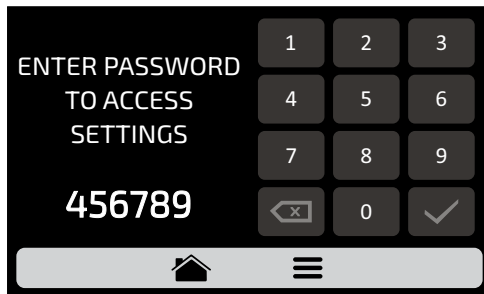 ENTER PASSWORD
TO ACCESS
SETTINGS
456789
1 2 3
4 5 6
7 8 9
0